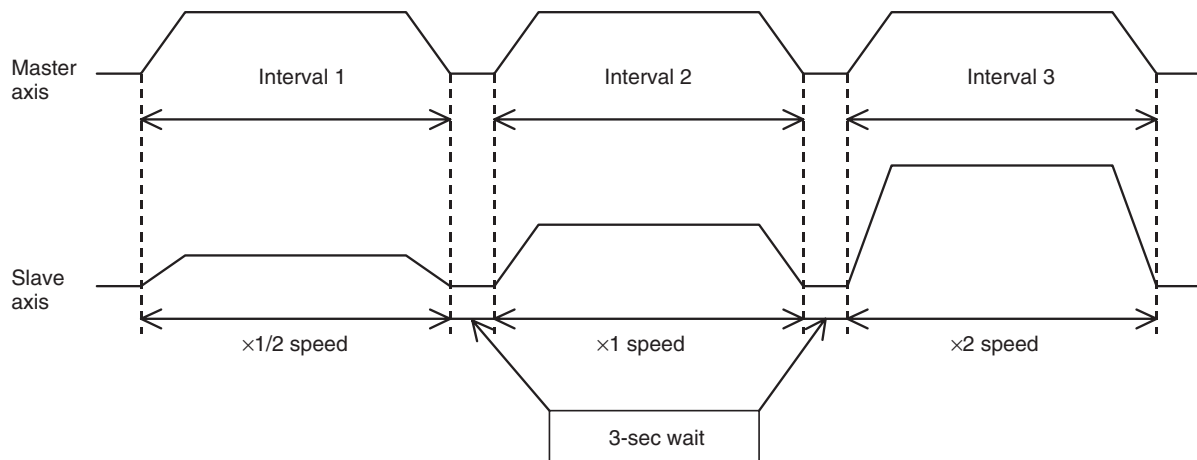 Master
axis
Interval 1
Interval 2
Interval 3
Slave
axis
×1/2 speed
×1 speed
×2 speed
3-sec wait